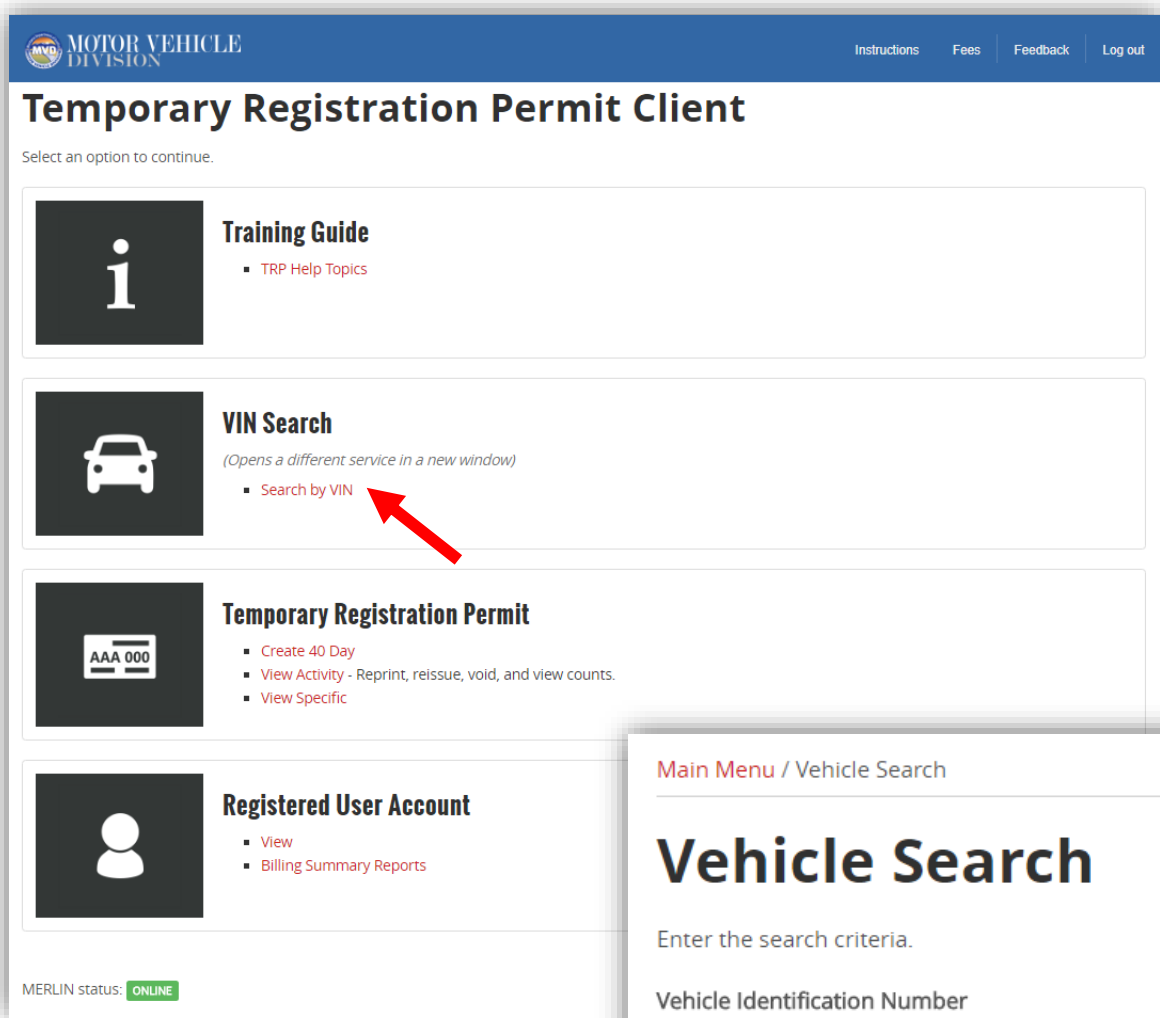 MVD MOTOR VEHICLE
DIVISION
Instructions Fees Feedback Log out
Temporary Registration Permit Client
Select an option to continue.
i
Training Guide
TRP Help Topics
VIN Search
(Opens a different service in a new window)
Search by VIN
AAA 000
Temporary Registration Permit
Create 40 Day
View Activity - Reprint, reissue, void, and view counts.
View Specific
Registered User Account
View
Billing Summary Reports
MERLIN status: ONLINE
Main Menu / Vehicle Search
Vehicle Search
Enter the search criteria.
Vehicle Identification Number